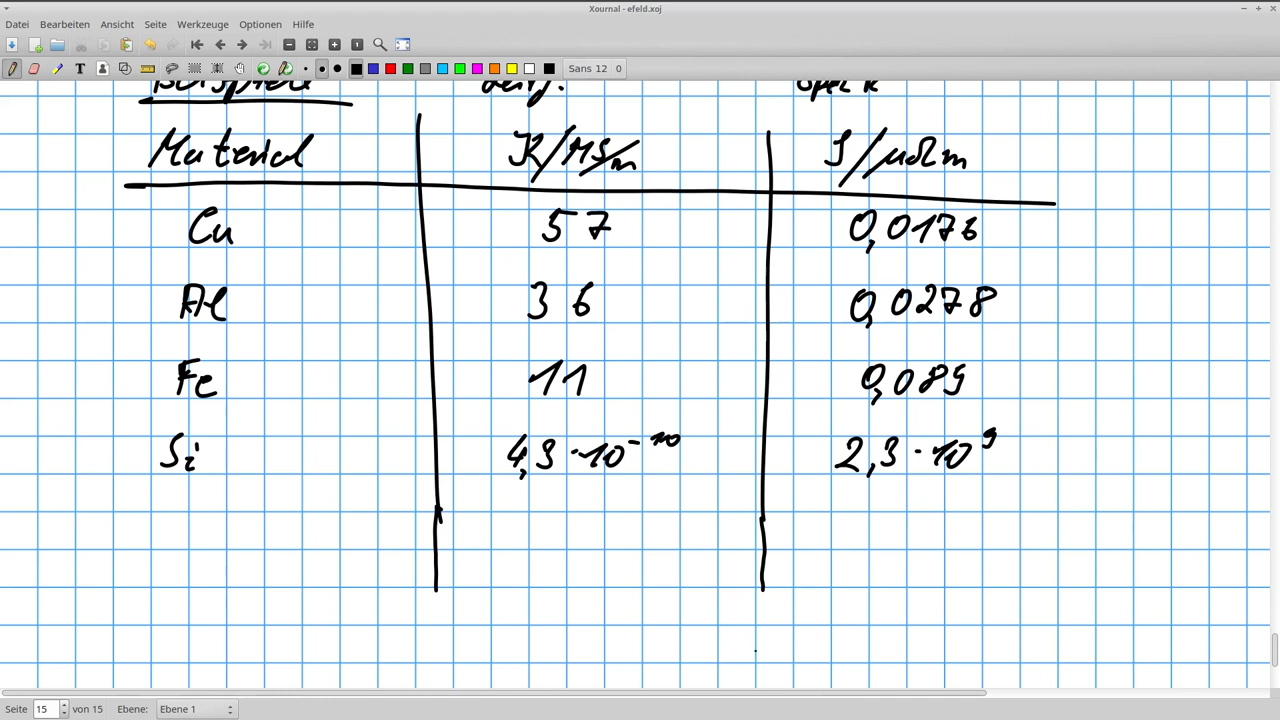 Xournal - efeld.xoj
Datei Bearbeiten Ansicht Seite Werkzeuge Optionen Hilfe
Sans 12 0
Beispiele Leitf.
Material K/MS/m ρ/μΩm
Cu 57 0,0176
Al 36 0,0278
Fe 11 0,089
Si 4,3·10⁻¹⁰ 2,3·10⁹
Seite 15 von 15 Ebene: Ebene 1